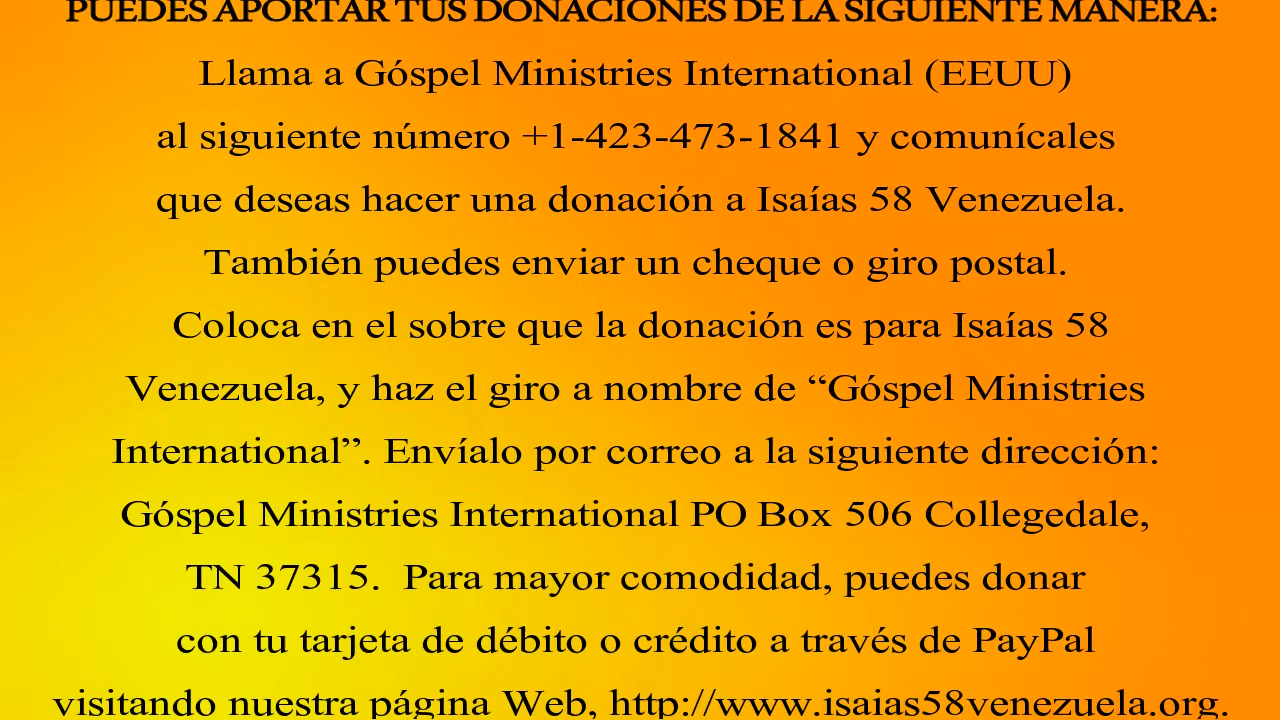 PUEDES APORTAR TUS DONACIONES DE LA SIGUIENTE MANERA:
Llama a Góspel Ministries International (EEUU)
al siguiente número +1-423-473-1841 y comunícales
que deseas hacer una donación a Isaías 58 Venezuela.
También puedes enviar un cheque o giro postal.
Coloca en el sobre que la donación es para Isaías 58
Venezuela, y haz el giro a nombre de “Góspel Ministries
International”. Envíalo por correo a la siguiente dirección:
Góspel Ministries International PO Box 506 Collegedale,
TN 37315.  Para mayor comodidad, puedes donar
con tu tarjeta de débito o crédito a través de PayPal
visitando nuestra página Web, http://www.isaias58venezuela.org.